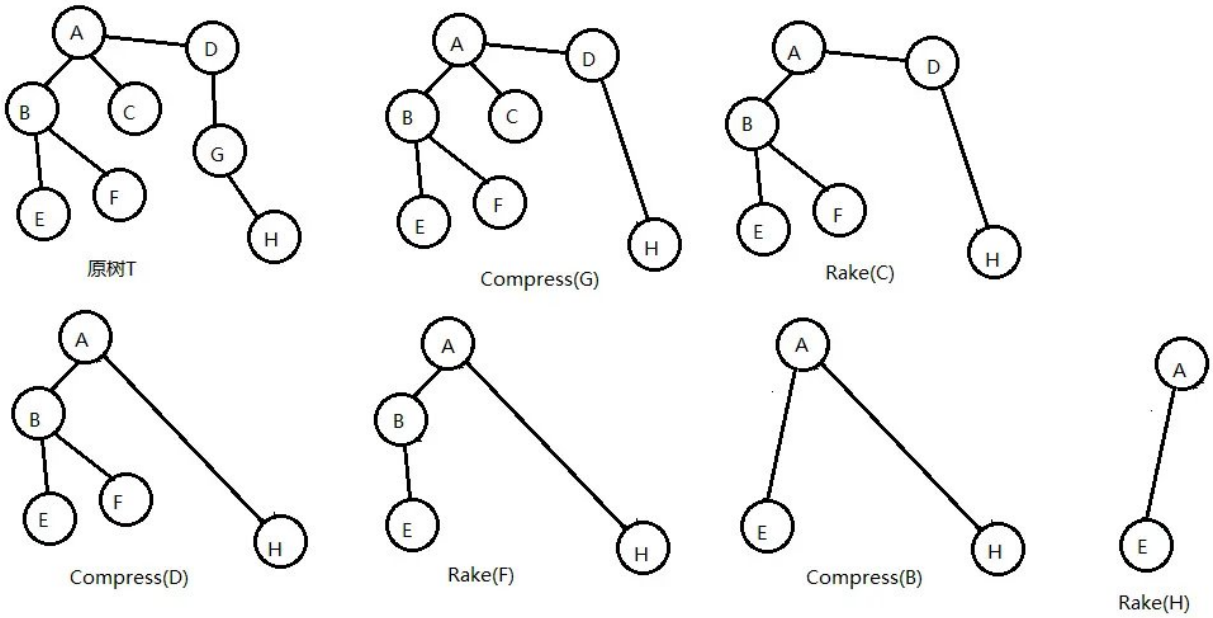 A
D
B
C
G
E
F
H
原树T
A
D
B
C
E
F
H
Compress(G)
A
D
B
E
F
H
Rake(C)
A
B
E
F
H
Compress(D)
A
B
E
H
Rake(F)
A
E
H
Compress(B)
A
E
Rake(H)